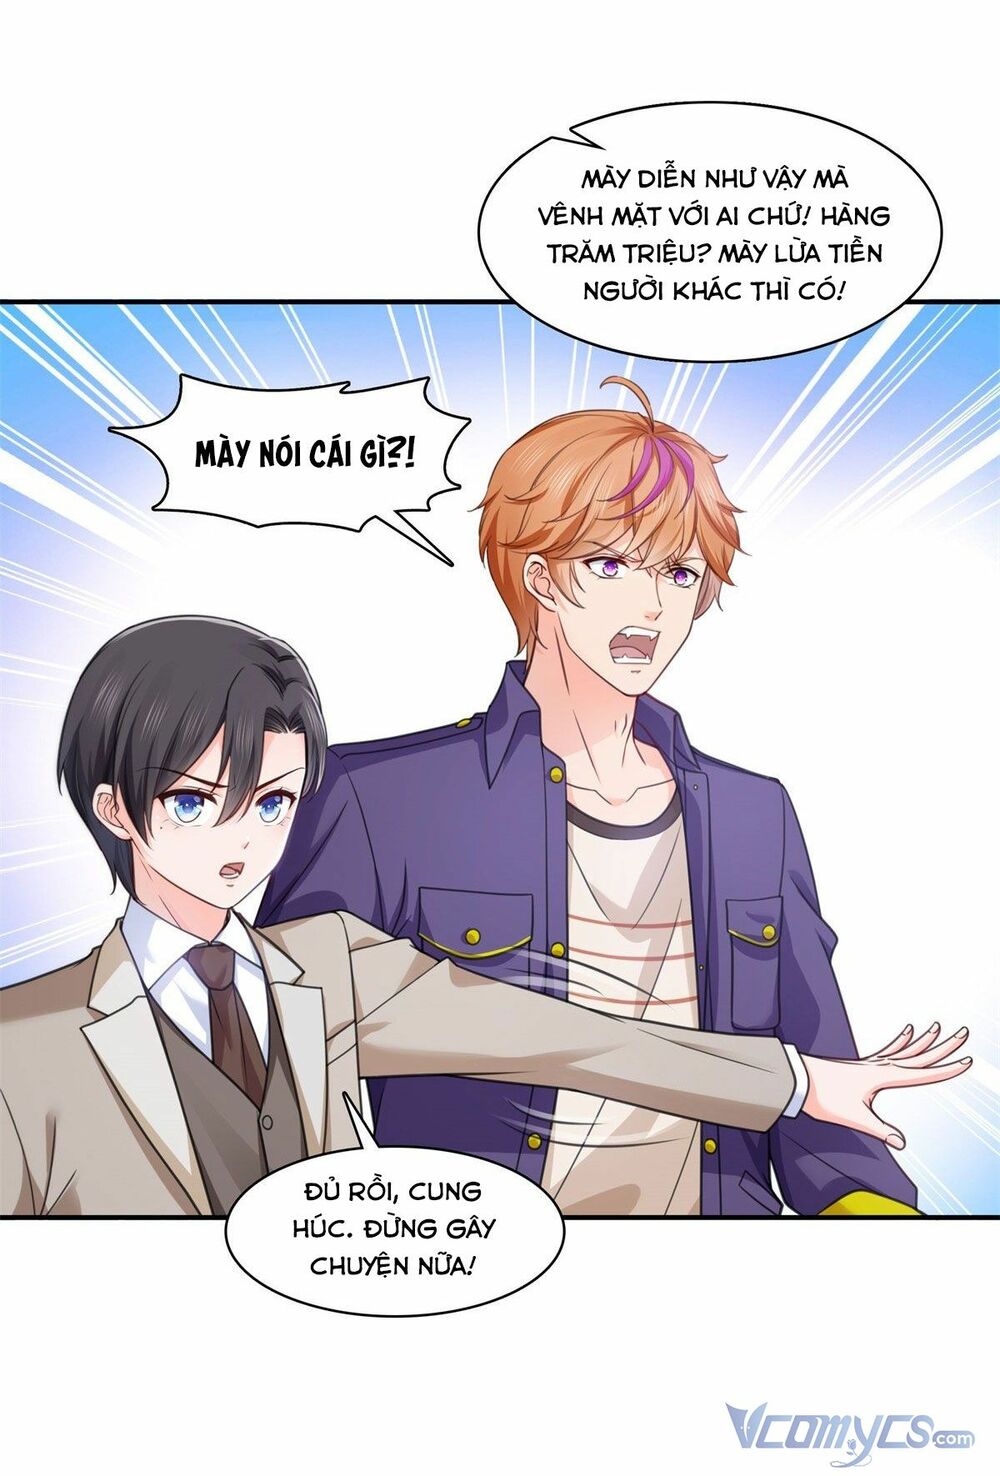 MÀY DIỄN NHƯ VẬY MÀ
VÊNH MẶT VỚI AI CHỨ! HÀNG
TRĂM TRIỆU? MÀY LỪA TIỀN
NGƯỜI KHÁC THÌ CÓ!
MÀY NÓI CÁI GÌ?!
ĐỦ RỒI, CUNG
HÚC. ĐỪNG GÂY
CHUYỆN NỮA!
VCOMYCS.com